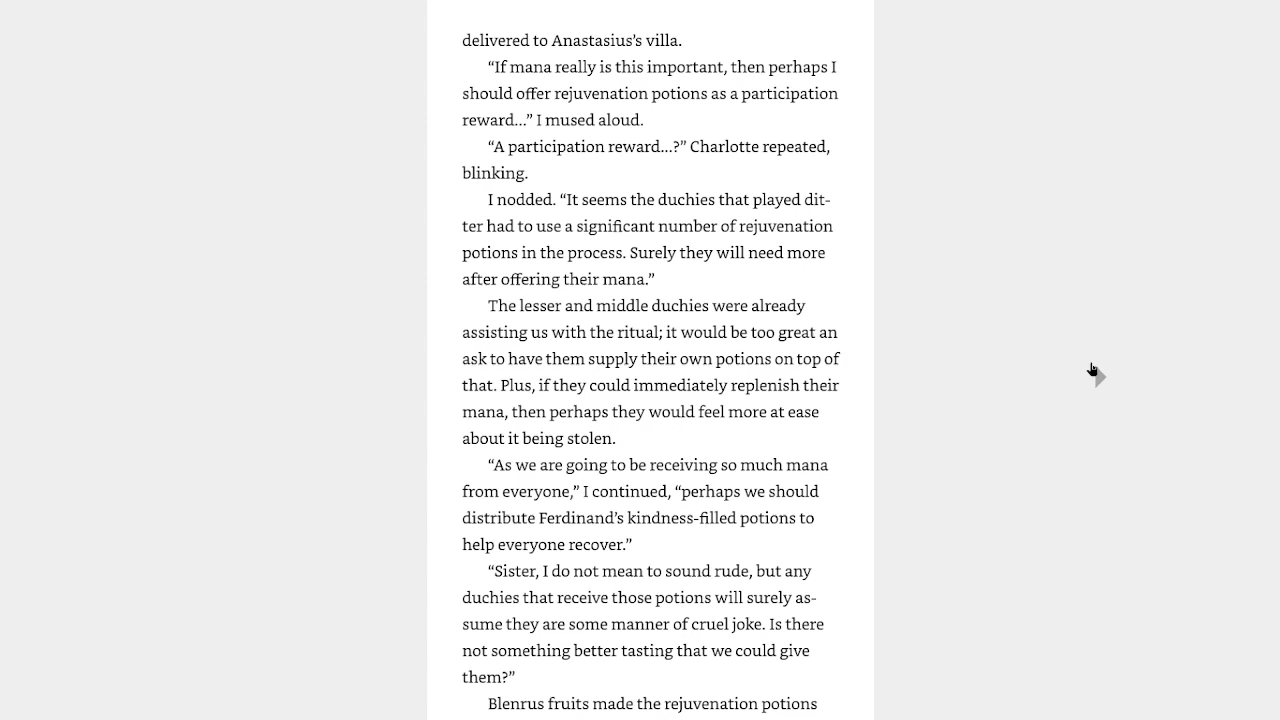 delivered to Anastasius’s villa.
“If mana really is this important, then perhaps I
should offer rejuvenation potions as a participation
reward...” I mused aloud.
“A participation reward...?” Charlotte repeated,
blinking.
I nodded. “It seems the duchies that played dit-
ter had to use a significant number of rejuvenation
potions in the process. Surely they will need more
after offering their mana.”
The lesser and middle duchies were already
assisting us with the ritual; it would be too great an
ask to have them supply their own potions on top of
that. Plus, if they could immediately replenish their
mana, then perhaps they would feel more at ease
about it being stolen.
“As we are going to be receiving so much mana
from everyone,” I continued, “perhaps we should
distribute Ferdinand’s kindness-filled potions to
help everyone recover.”
“Sister, I do not mean to sound rude, but any
duchies that receive those potions will surely as-
sume they are some manner of cruel joke. Is there
not something better tasting that we could give
them?”
Blenrus fruits made the rejuvenation potions